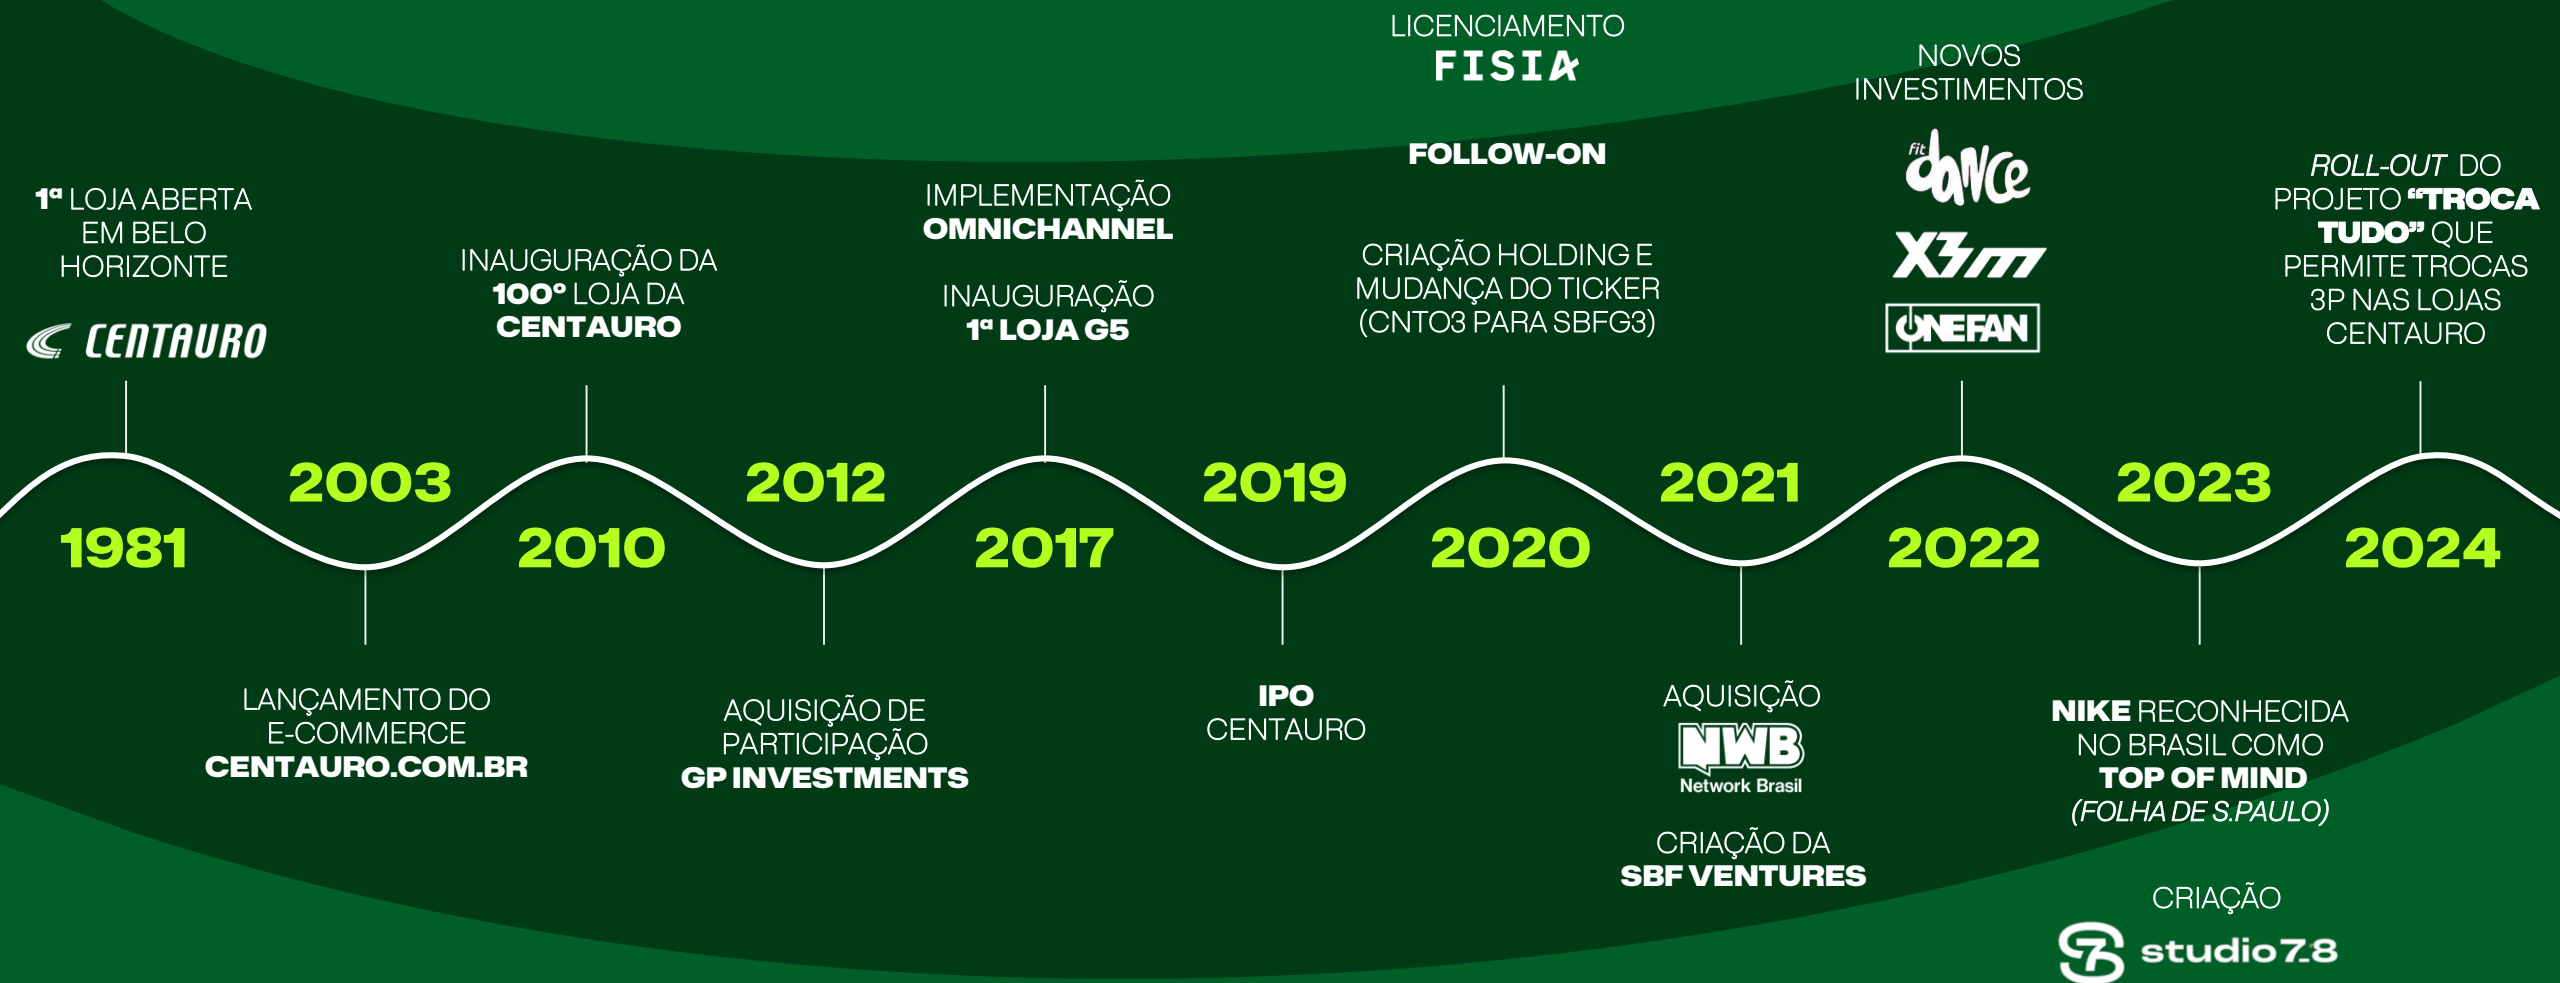 1ª LOJA ABERTA
EM BELO
HORIZONTE
CENTAURO
1981
2003
LANÇAMENTO DO
E-COMMERCE
CENTAURO.COM.BR
INAUGURAÇÃO DA
100º LOJA DA
CENTAURO
2010
2012
AQUISIÇÃO DE
PARTICIPAÇÃO
GP INVESTMENTS
IMPLEMENTAÇÃO
OMNICHANNEL
INAUGURAÇÃO
1ª LOJA G5
2017
2019
IPO
CENTAURO
LICENCIAMENTO
FISIA
FOLLOW-ON
CRIAÇÃO HOLDING E
MUDANÇA DO TICKER
(CNTO3 PARA SBFG3)
2020
2021
AQUISIÇÃO
NWB
Network Brasil
CRIAÇÃO DA
SBF VENTURES
NOVOS
INVESTIMENTOS
fit
dance
X3M
ONEFAN
2022
2023
NIKE RECONHECIDA
NO BRASIL COMO
TOP OF MIND
(FOLHA DE S.PAULO)
CRIAÇÃO
studio 7_8
ROLL-OUT DO
PROJETO “TROCA
TUDO” QUE
PERMITE TROCAS
3P NAS LOJAS
CENTAURO
2024